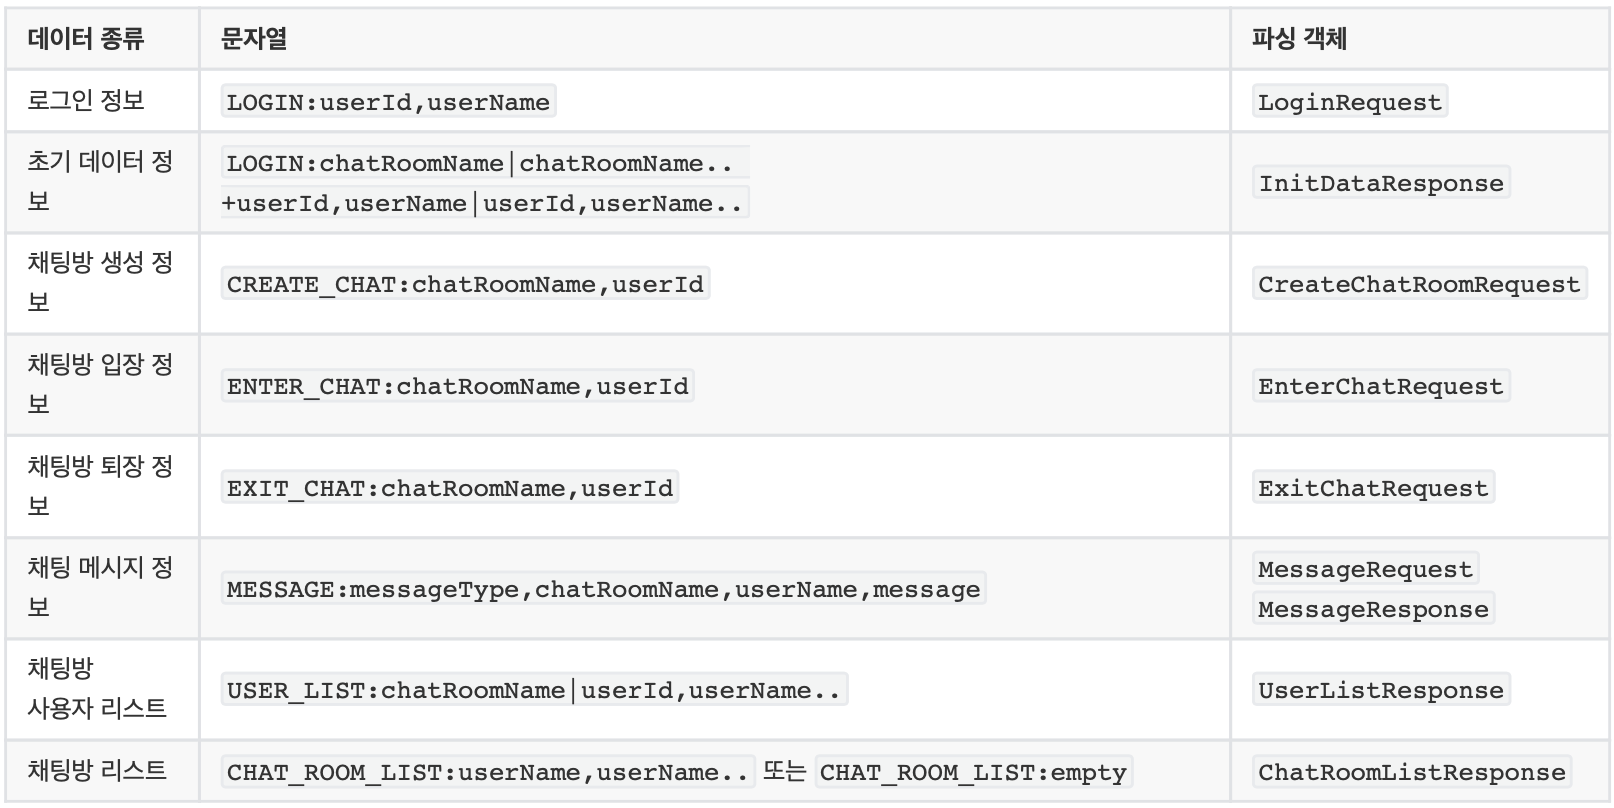 데이터 종류 문자열 파싱 객체
로그인 정보 LOGIN:userId,userName LoginRequest
초기 데이터 정
보
LOGIN:chatRoomName|chatRoomName..
+userId,userName|userId,userName..
InitDataResponse
채팅방 생성 정
보
CREATE_CHAT:chatRoomName,userId
CreateChatRoomRequest
채팅방 입장 정
보
ENTER_CHAT:chatRoomName,userId
EnterChatRequest
채팅방 퇴장 정
보
EXIT_CHAT:chatRoomName,userId
ExitChatRequest
채팅 메시지 정
보
MESSAGE:messageType,chatRoomName,userName,message
MessageRequest
MessageResponse
채팅방
사용자 리스트
USER_LIST:chatRoomName|userId,userName..
UserListResponse
채팅방 리스트 CHAT_ROOM_LIST:userName,userName.. 또는 CHAT_ROOM_LIST:empty ChatRoomListResponse